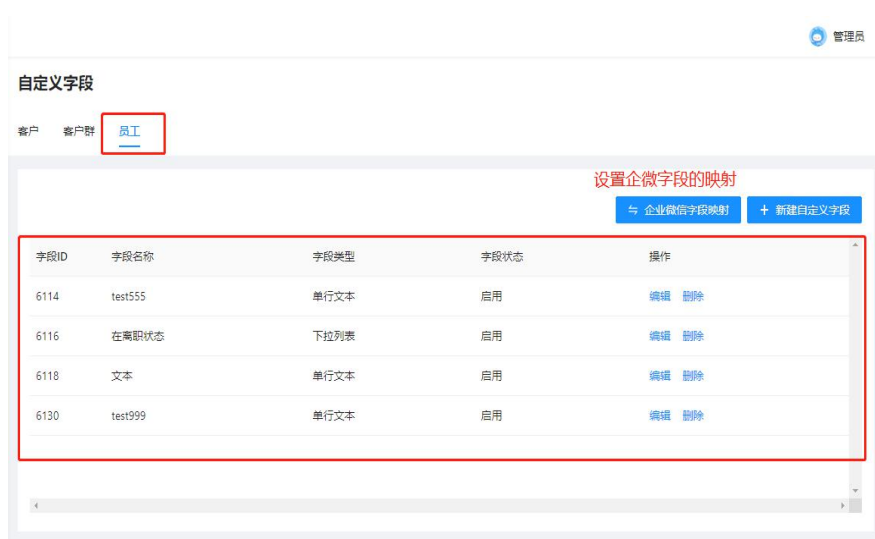 管理员
自定义字段
客户 客户群 员工
设置企微字段的映射
企业微信字段映射 + 新建自定义字段
字段ID 字段名称 字段类型 字段状态 操作
6114 test555 单行文本 启用 编辑 删除
6116 在离职状态 下拉列表 启用 编辑 删除
6118 文本 单行文本 启用 编辑 删除
6130 test999 单行文本 启用 编辑 删除